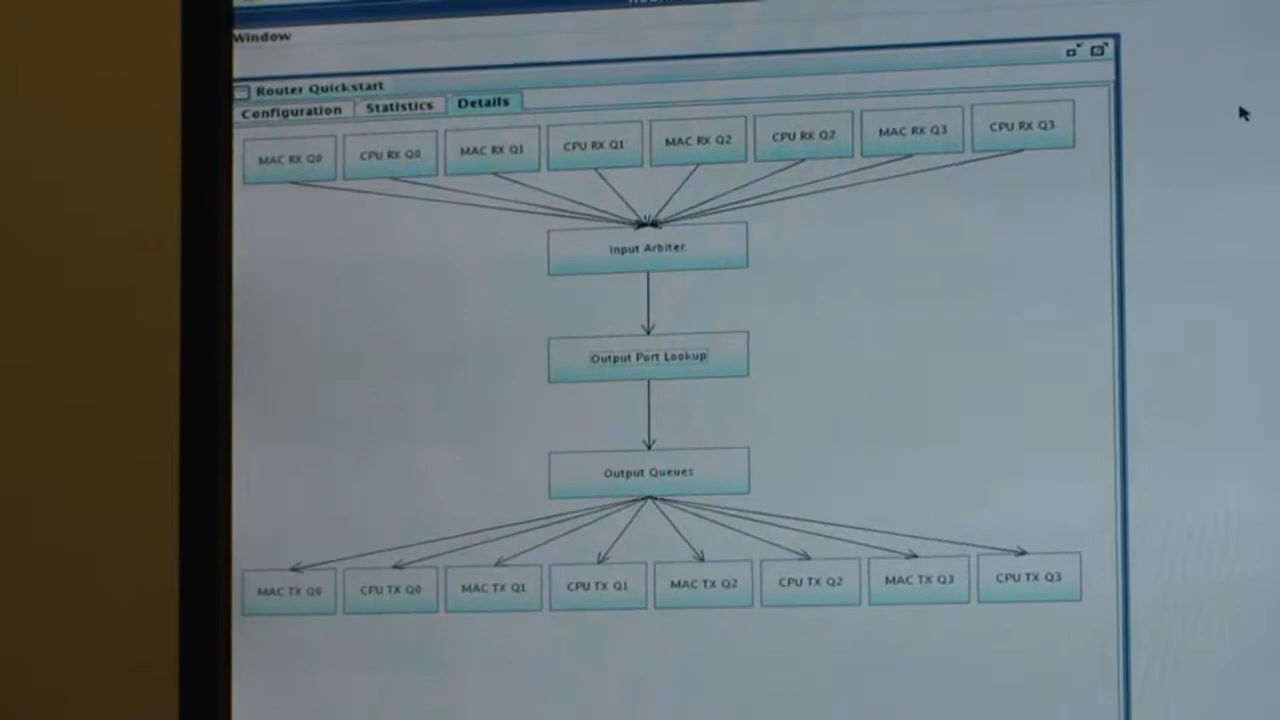 Window
Router Quickstart
Configuration Statistics Details
MAC RX Q0 CPU RX Q0 MAC RX Q1 CPU RX Q1 MAC RX Q2 CPU RX Q2 MAC RX Q3 CPU RX Q3
Input Arbiter
Output Port Lookup
Output Queues
MAC TX Q0 CPU TX Q0 MAC TX Q1 CPU TX Q1 MAC TX Q2 CPU TX Q2 MAC TX Q3 CPU TX Q3